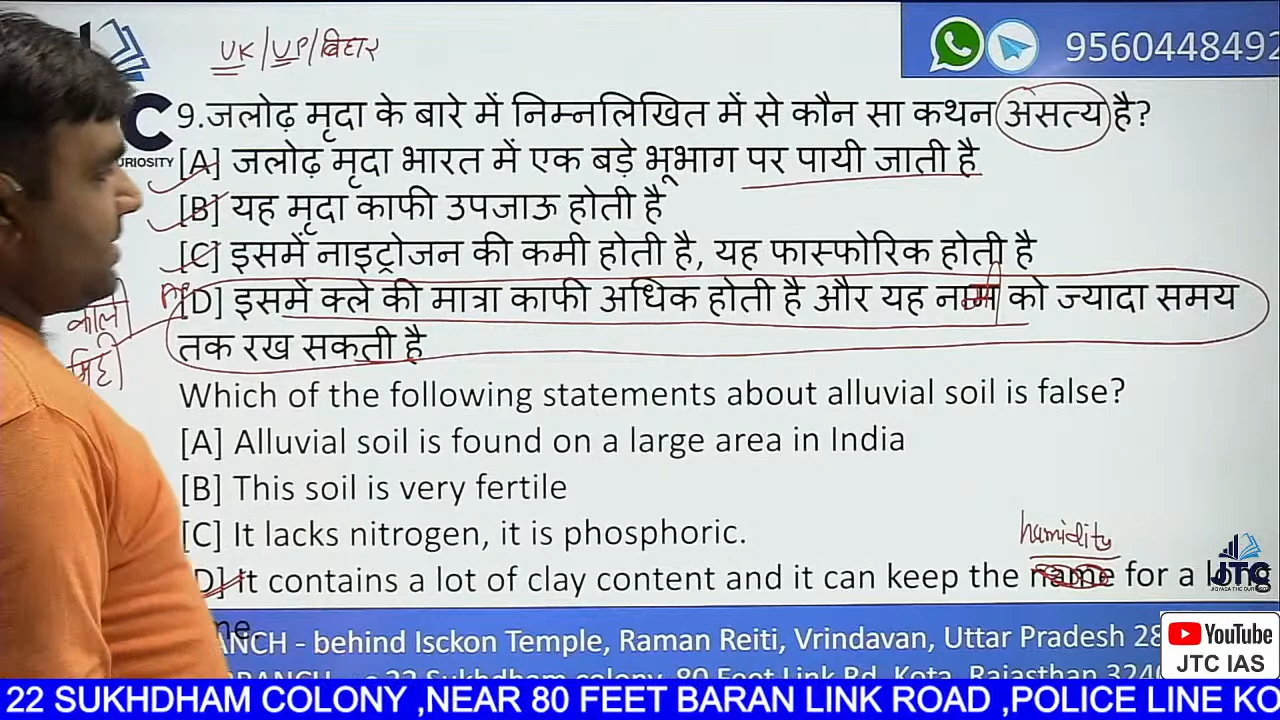 UK/UP/बिहार
9560448492
9.जलोढ़ मृदा के बारे में निम्नलिखित में से कौन सा कथन असत्य है?
[A] जलोढ़ मृदा भारत में एक बड़े भूभाग पर पायी जाती है
[B] यह मृदा काफी उपजाऊ होती है
[C] इसमें नाइट्रोजन की कमी होती है, यह फास्फोरिक होती है
[D] इसमें क्ले की मात्रा काफी अधिक होती है और यह नाम को ज्यादा समय
तक रख सकती है
काली
मिट्टी
Which of the following statements about alluvial soil is false?
[A] Alluvial soil is found on a large area in India
[B] This soil is very fertile
[C] It lacks nitrogen, it is phosphoric.
humidity
D] It contains a lot of clay content and it can keep the name for a long
me
JTC
ANCH - behind Isckon Temple, Raman Reiti, Vrindavan, Uttar Pradesh 28
YouTube
JTC IAS
22 SUKHDHAM COLONY ,NEAR 80 FEET BARAN LINK ROAD ,POLICE LINE KO